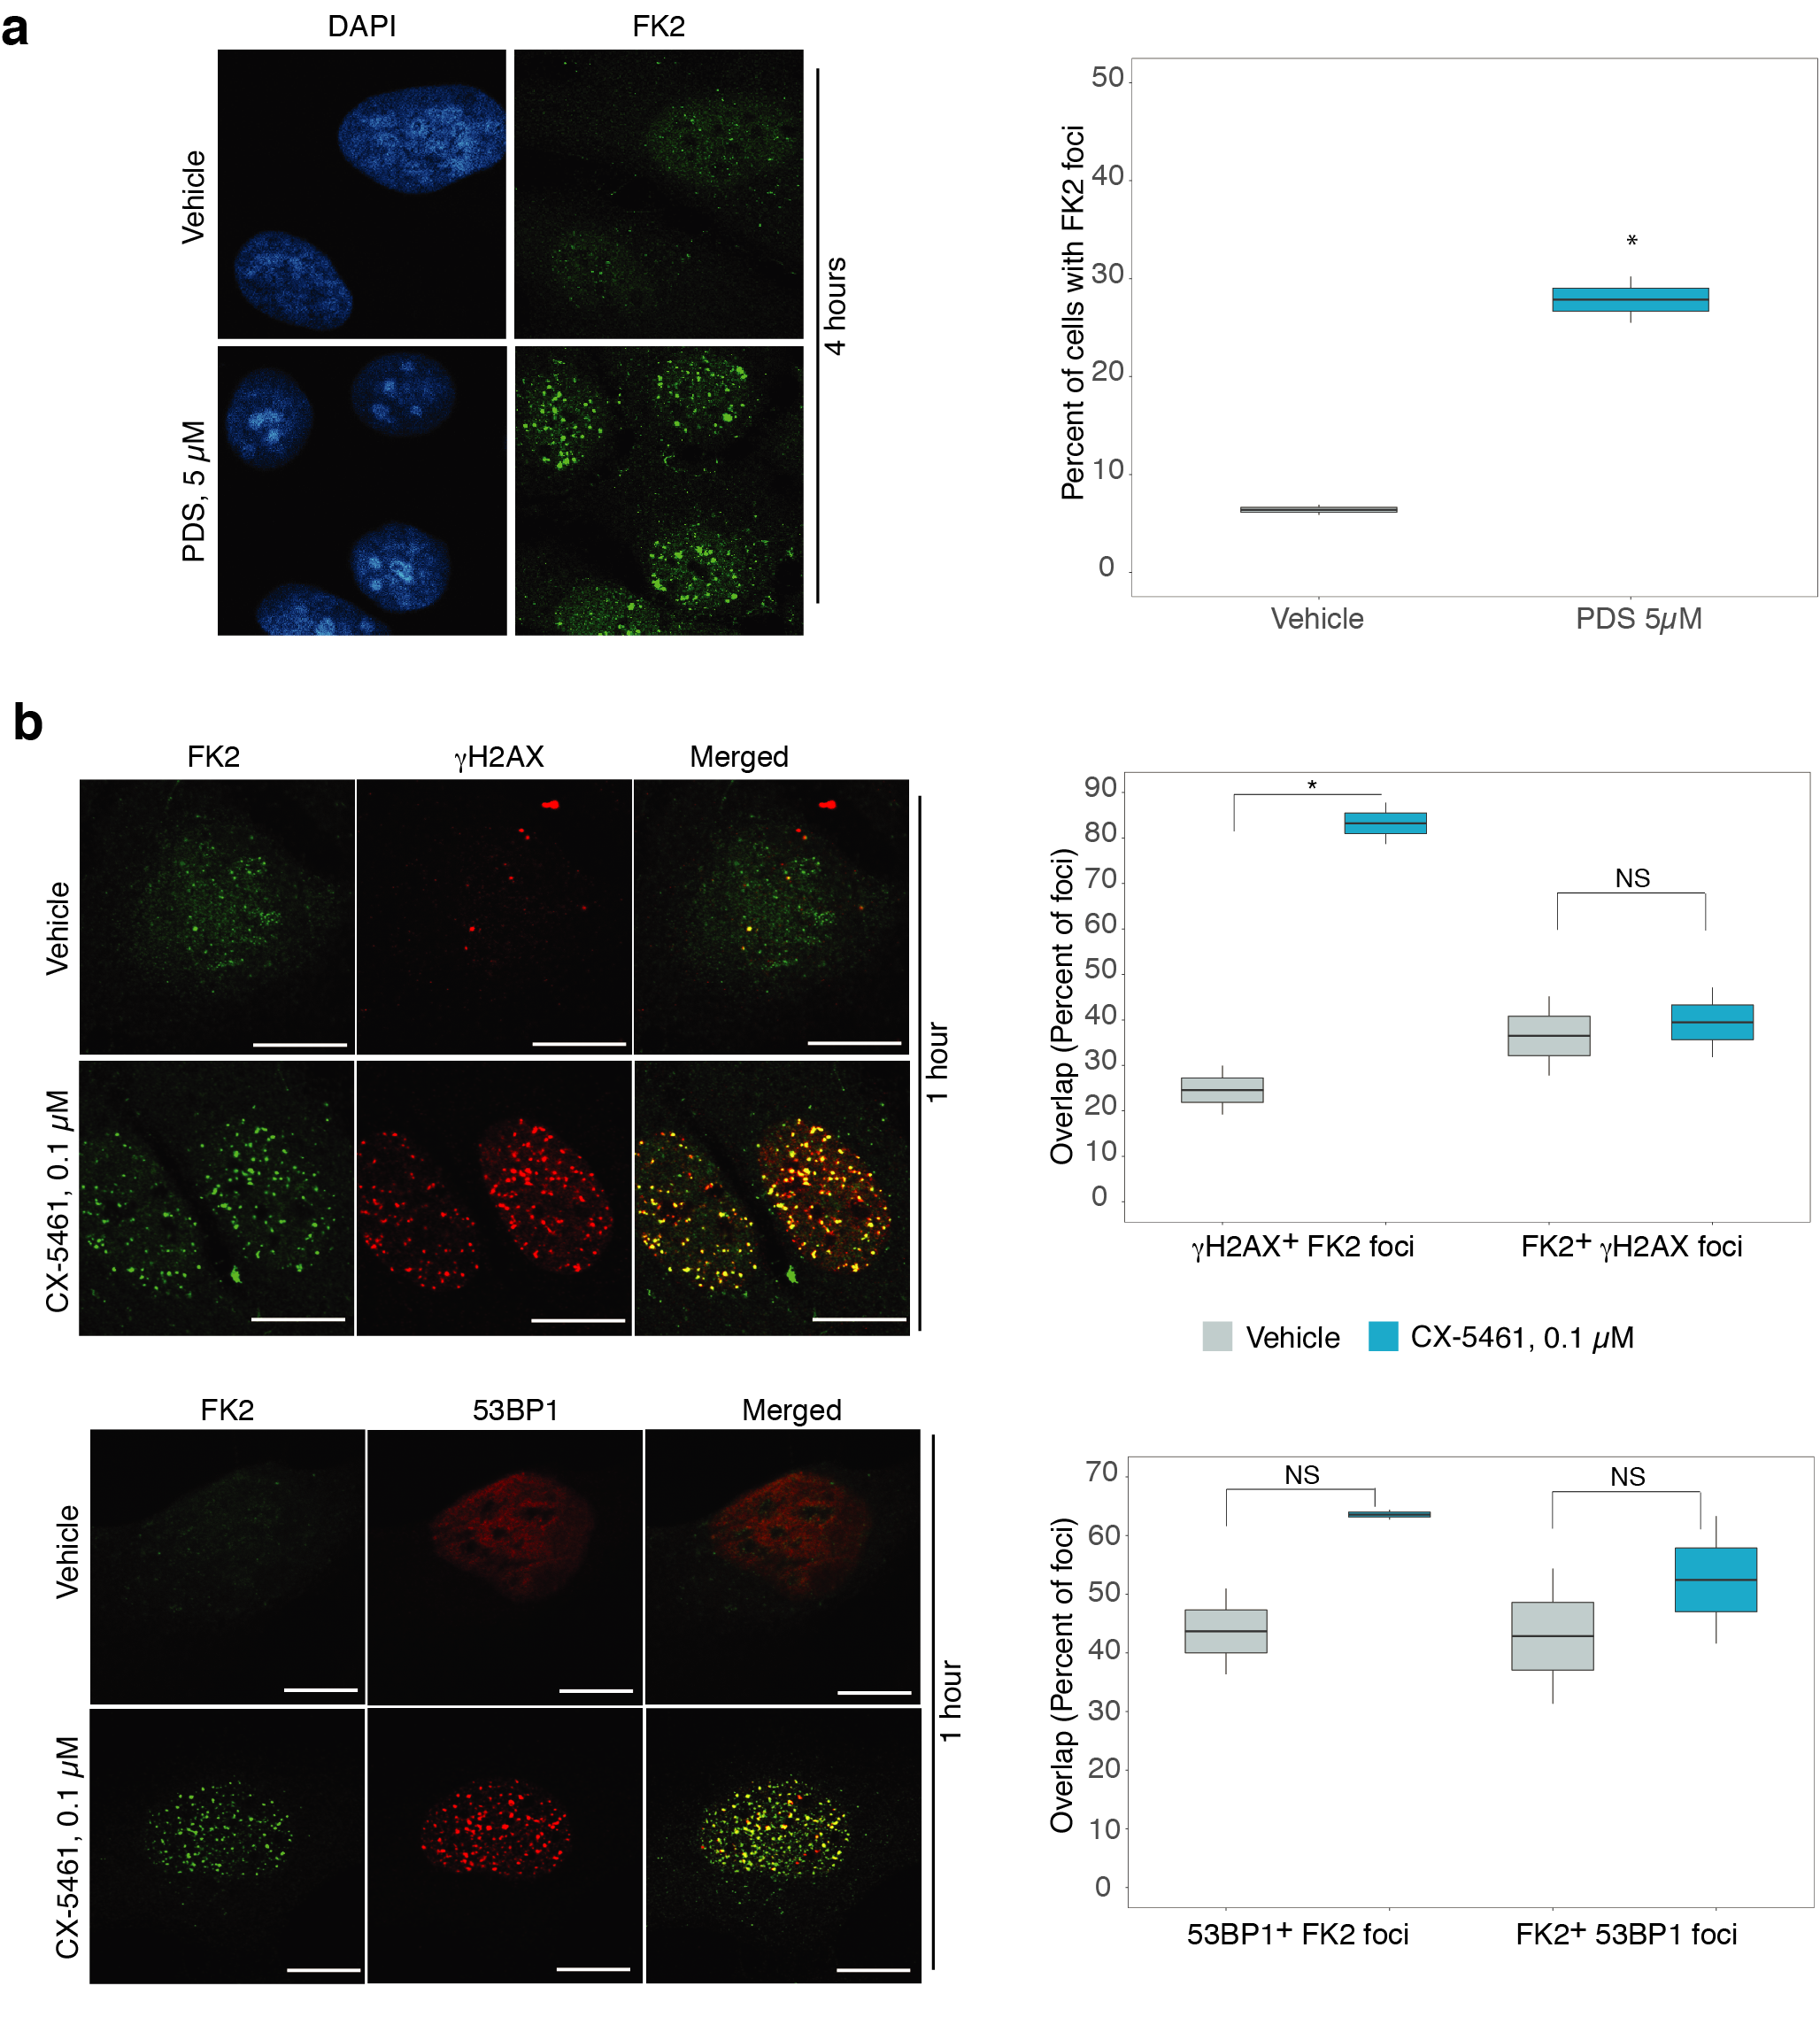 a
DAPI
FK2
Vehicle
PDS, 5 µM
4 hours
Percent of cells with FK2 foci
50
40
30
20
10
0
*
Vehicle
PDS 5µM
b
FK2
γH2AX
Merged
Vehicle
CX-5461, 0.1 µM
1 hour
Overlap (Percent of foci)
90
80
70
60
50
40
30
20
10
0
*
NS
γH2AX+ FK2 foci
FK2+ γH2AX foci
Vehicle
CX-5461, 0.1 µM
FK2
53BP1
Merged
Vehicle
CX-5461, 0.1 µM
1 hour
Overlap (Percent of foci)
70
60
50
40
30
20
10
0
NS
NS
53BP1+ FK2 foci
FK2+ 53BP1 foci